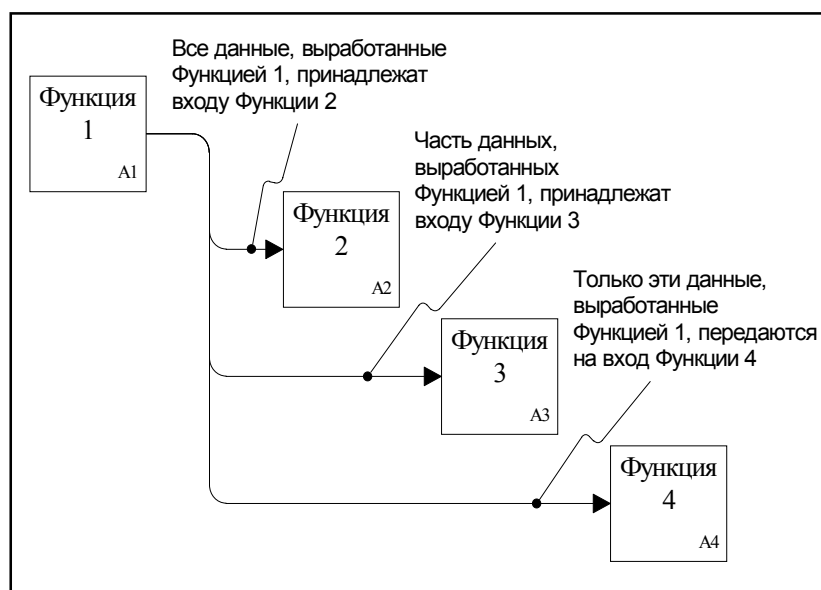 Все данные, выработанные
Функцией 1, принадлежат
входу Функции 2
Функция
1
A1
Часть данных,
выработанных
Функцией 1, принадлежат
входу Функции 3
Функция
2
A2
Только эти данные,
выработанные
Функцией 1, передаются
на вход Функции 4
Функция
3
A3
Функция
4
A4